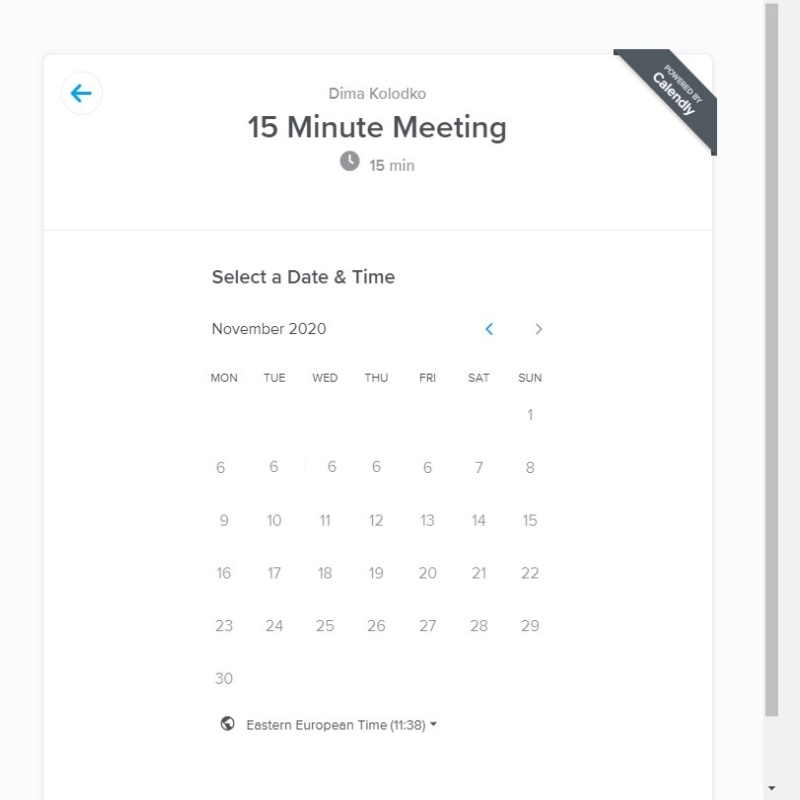 POWERED BY
Calendly
Dima Kolodko
15 Minute Meeting
15 min
Select a Date & Time
November 2020
MON TUE WED THU FRI SAT SUN
1
6 6 6 6 6 7 8
9 10 11 12 13 14 15
16 17 18 19 20 21 22
23 24 25 26 27 28 29
30
Eastern European Time (11:38)